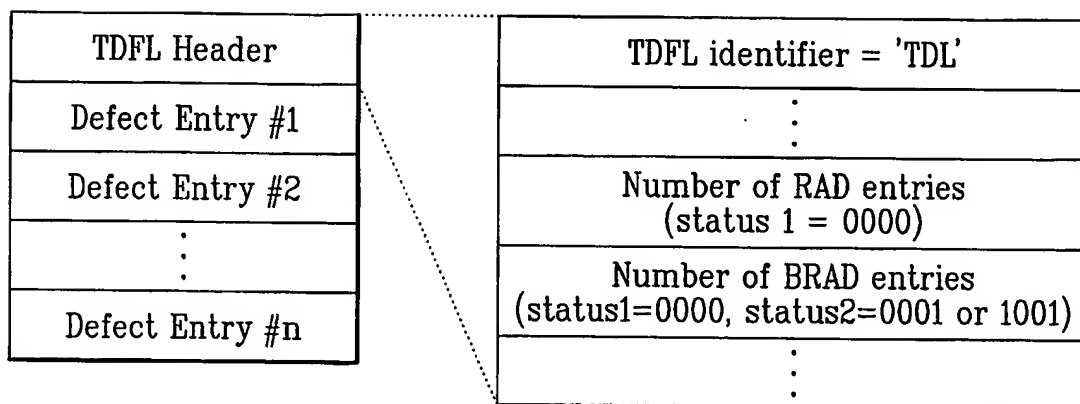 TDFL Header
Defect Entry #1
Defect Entry #2
⋮
Defect Entry #n
TDFL identifier = 'TDL'
⋮
Number of RAD entries
(status 1 = 0000)
Number of BRAD entries
(status1=0000, status2=0001 or 1001)
⋮